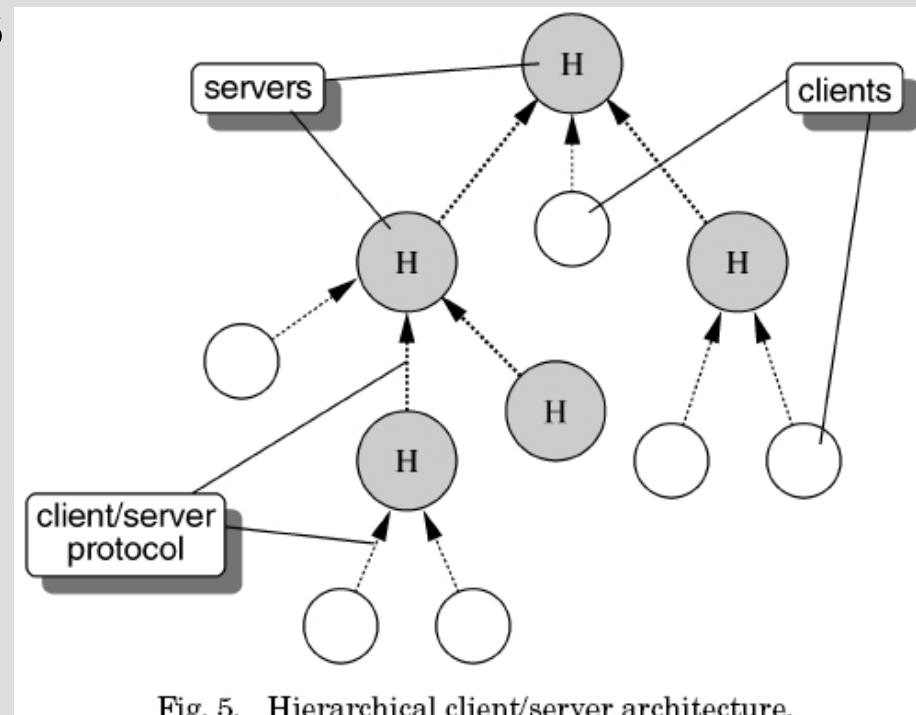 H
servers
clients
H
H
H
H
client/server
protocol
Fig. 5. Hierarchical client/server architecture.